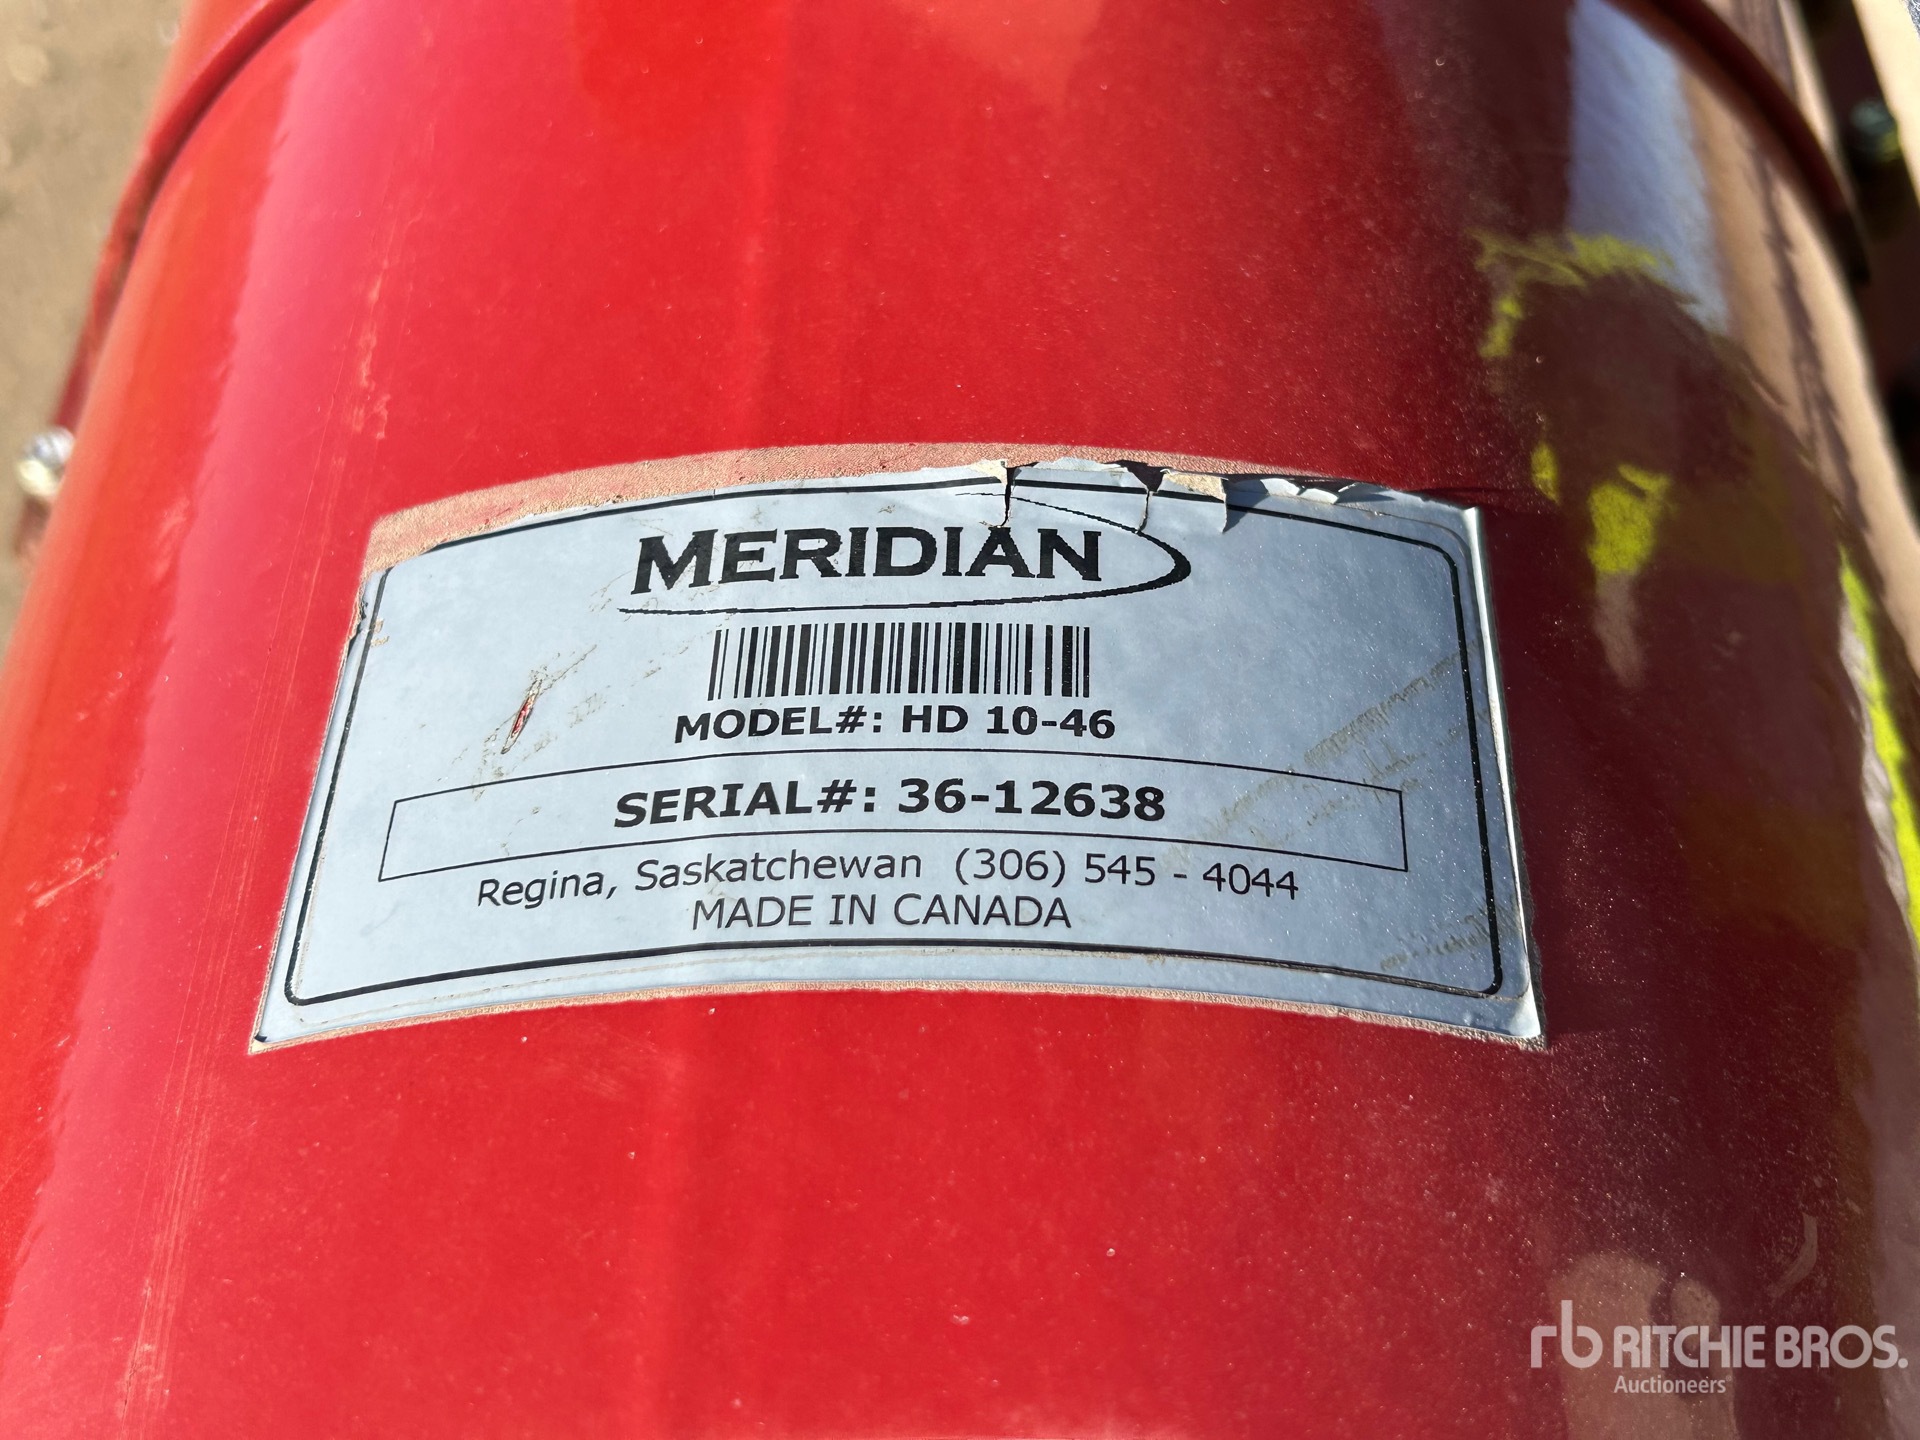 MERIDIAN
MODEL#: HD 10-46
SERIAL#: 36-12638
Regina, Saskatchewan (306) 545 - 4044
MADE IN CANADA
rb RITCHIE BROS.
Auctioneers